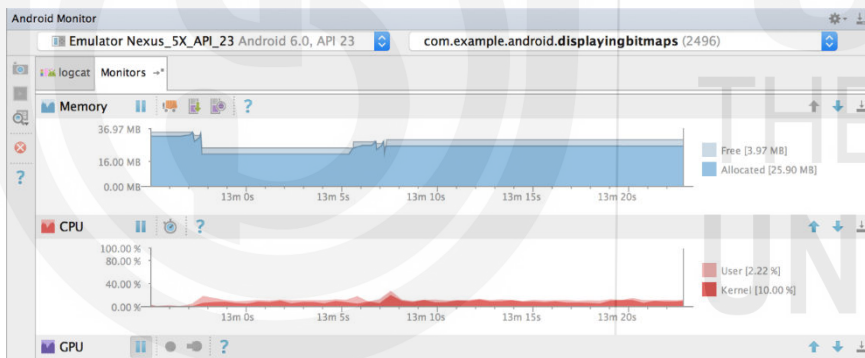 Android Monitor
Emulator Nexus_5X_API_23 Android 6.0, API 23
com.example.android.displayingbitmaps (2496)
logcat
Monitors
Memory
?
36.97 MB
16.00 MB
0.00 MB
13m 0s
13m 5s
13m 10s
13m 15s
13m 20s
Free [3.97 MB]
Allocated [25.90 MB]
?
CPU
?
100.00 %
80.00 %
40.00 %
0.00 %
13m 0s
13m 5s
13m 10s
13m 15s
13m 20s
User [2.22 %]
Kernel [10.00 %]
GPU
?
THE
UN